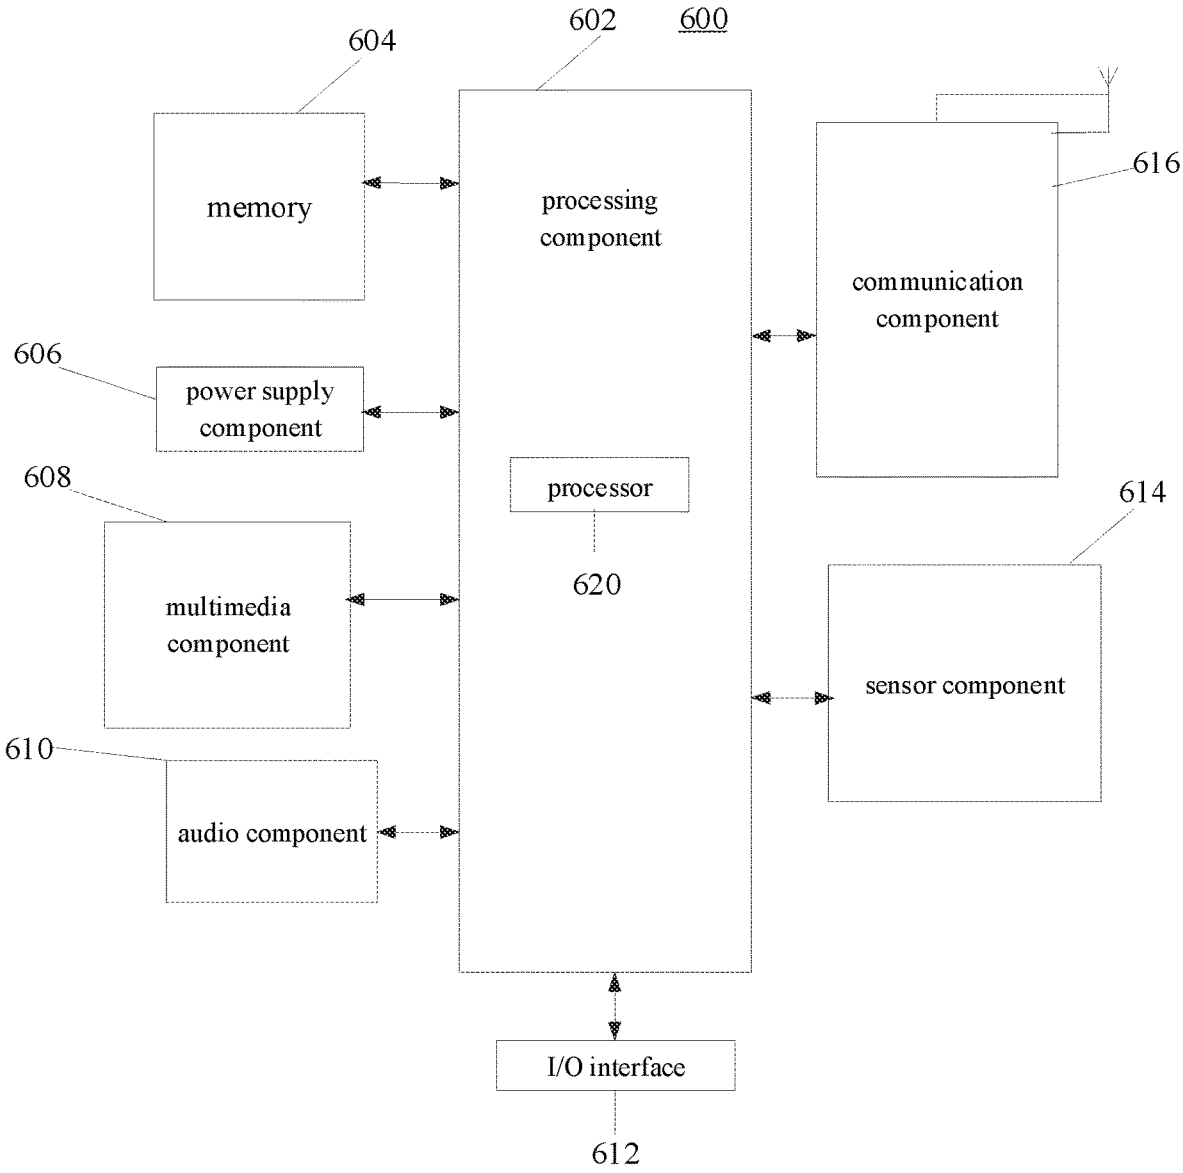 602
600
604
616
memory
processing
component
communication
component
606
power supply
component
608
processor
614
620
multimedia
component
sensor component
610
audio component
I/O interface
612